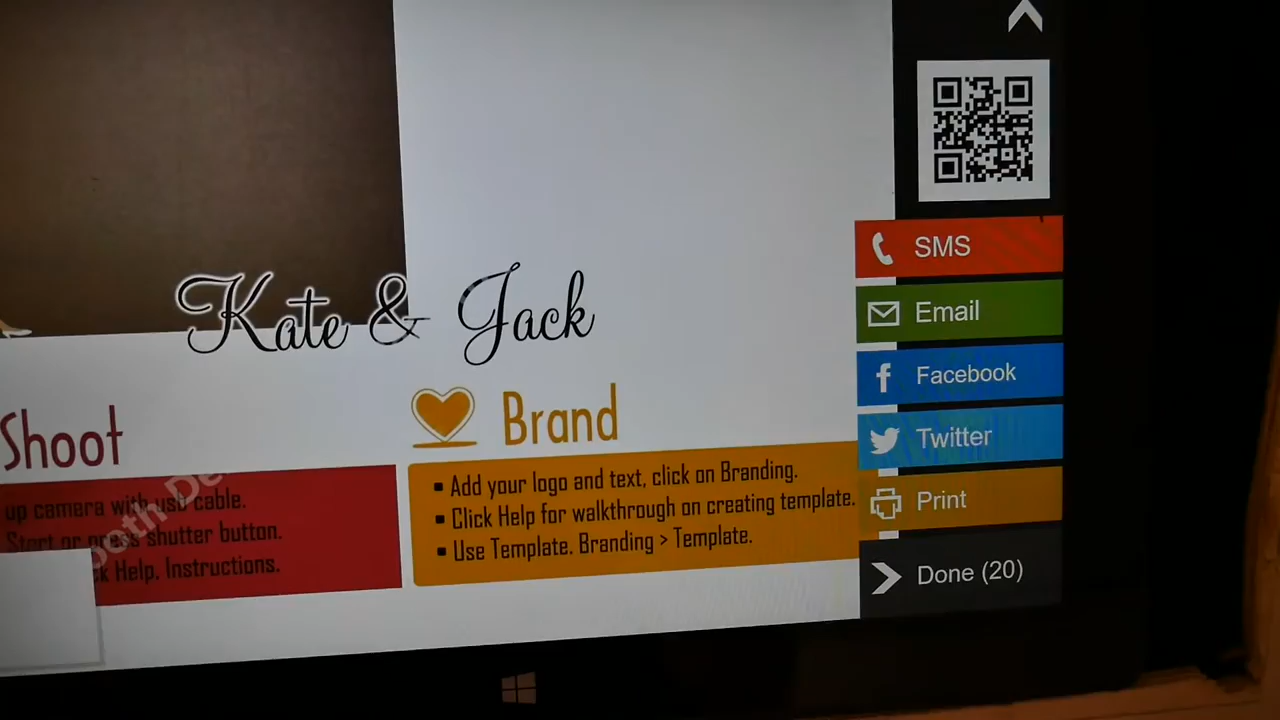 Kate & Jack
Shoot
up camera with usb cable.
Start or press shutter button.
Help. Instructions.
Brand
▪ Add your logo and text, click on Branding.
▪ Click Help for walkthrough on creating template.
▪ Use Template. Branding > Template.
SMS
Email
Facebook
Twitter
Print
Done (20)